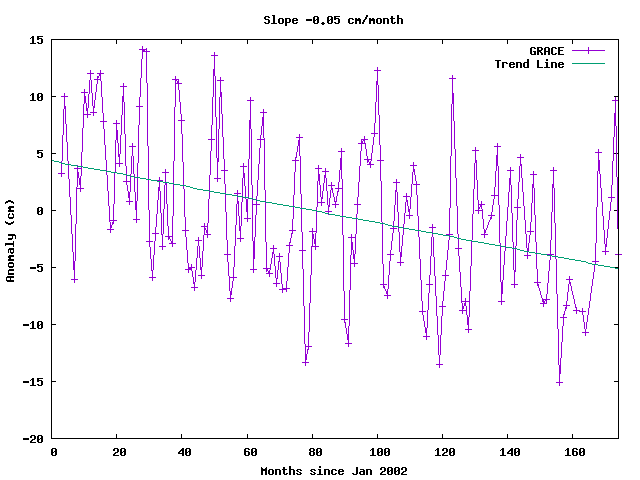 Slope -0.05 cm/month
GRACE
Trend Line
15
10
5
0
-5
-10
-15
-20
Anomaly (cm)
0 20 40 60 80 100 120 140 160
Months since Jan 2002